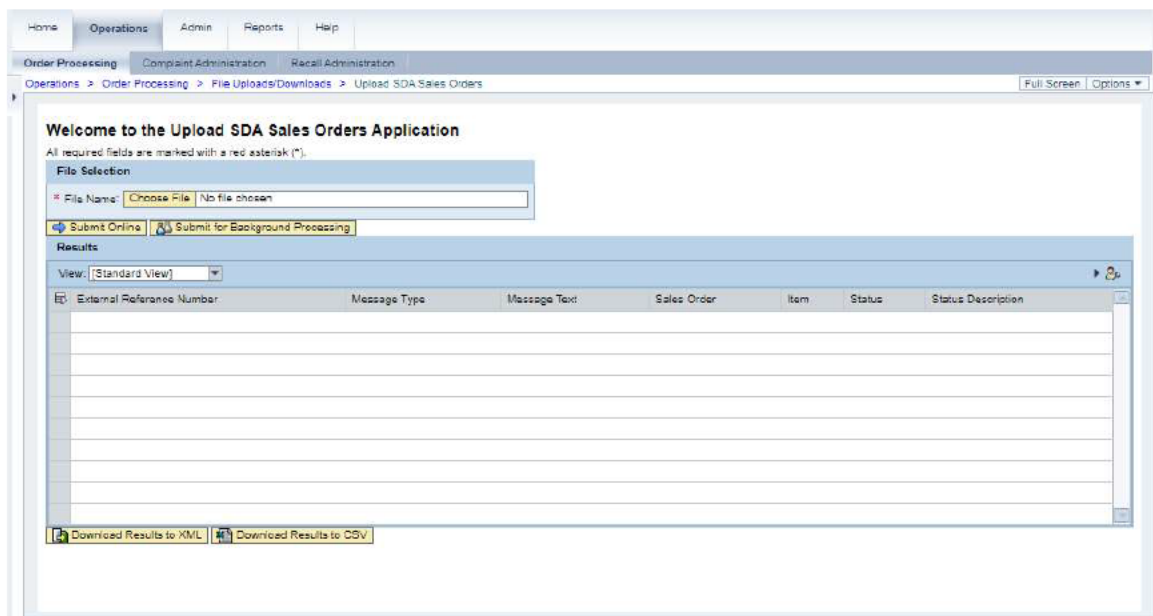 Home Operations Admin Reports Help
Order Processing Complaint Administration Recall Administration
Operations > Order Processing > File Uploads/Downloads > Upload SDA Sales Orders Full Screen Options
Welcome to the Upload SDA Sales Orders Application
All required fields are marked with a red asterisk (*).
File Selection
* File Name: Choose File No file chosen
Submit Online Submit for Background Processing
Results
View: [Standard View]
External Reference Number Message Type Message Text Sales Order Item Status Status Description
Download Results to XML Download Results to CSV